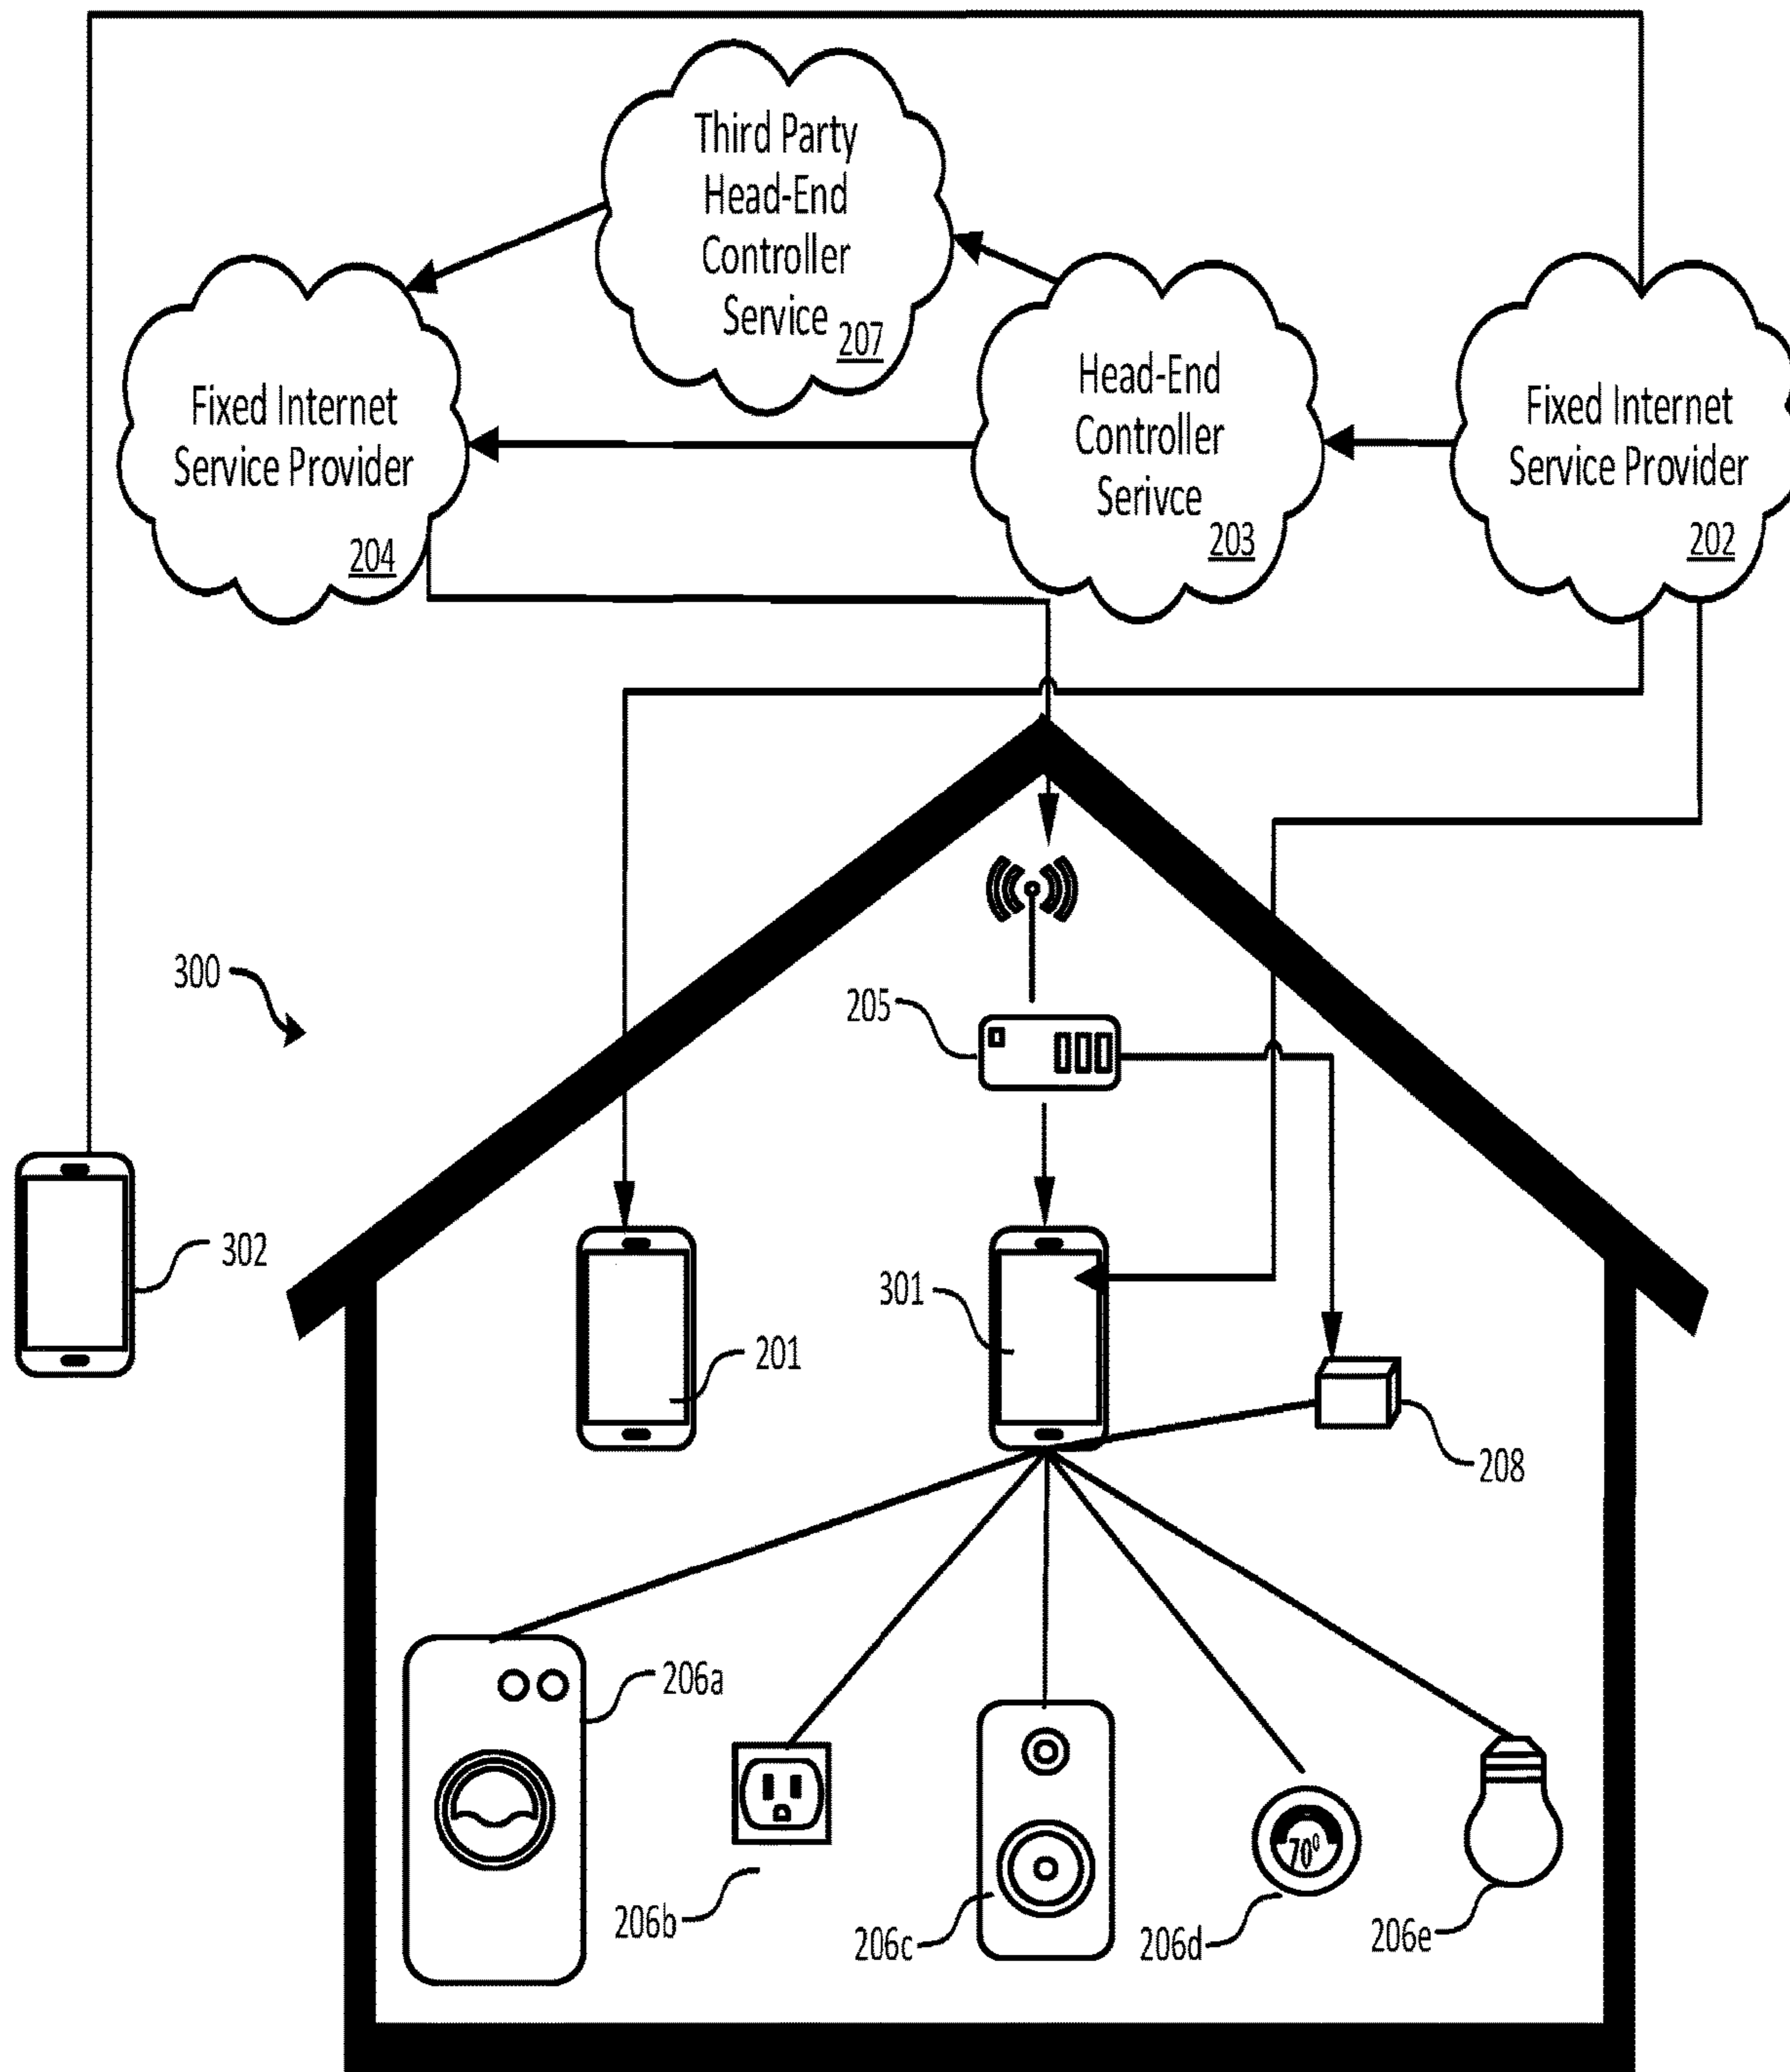 Third Party
Head-End
Controller
Service
207
Fixed Internet
Service Provider
204
Head-End
Controller
Serivce
203
Fixed Internet
Service Provider
202
300
205
302
301
201
208
206a
206b
70⁰
206c
206d
206e